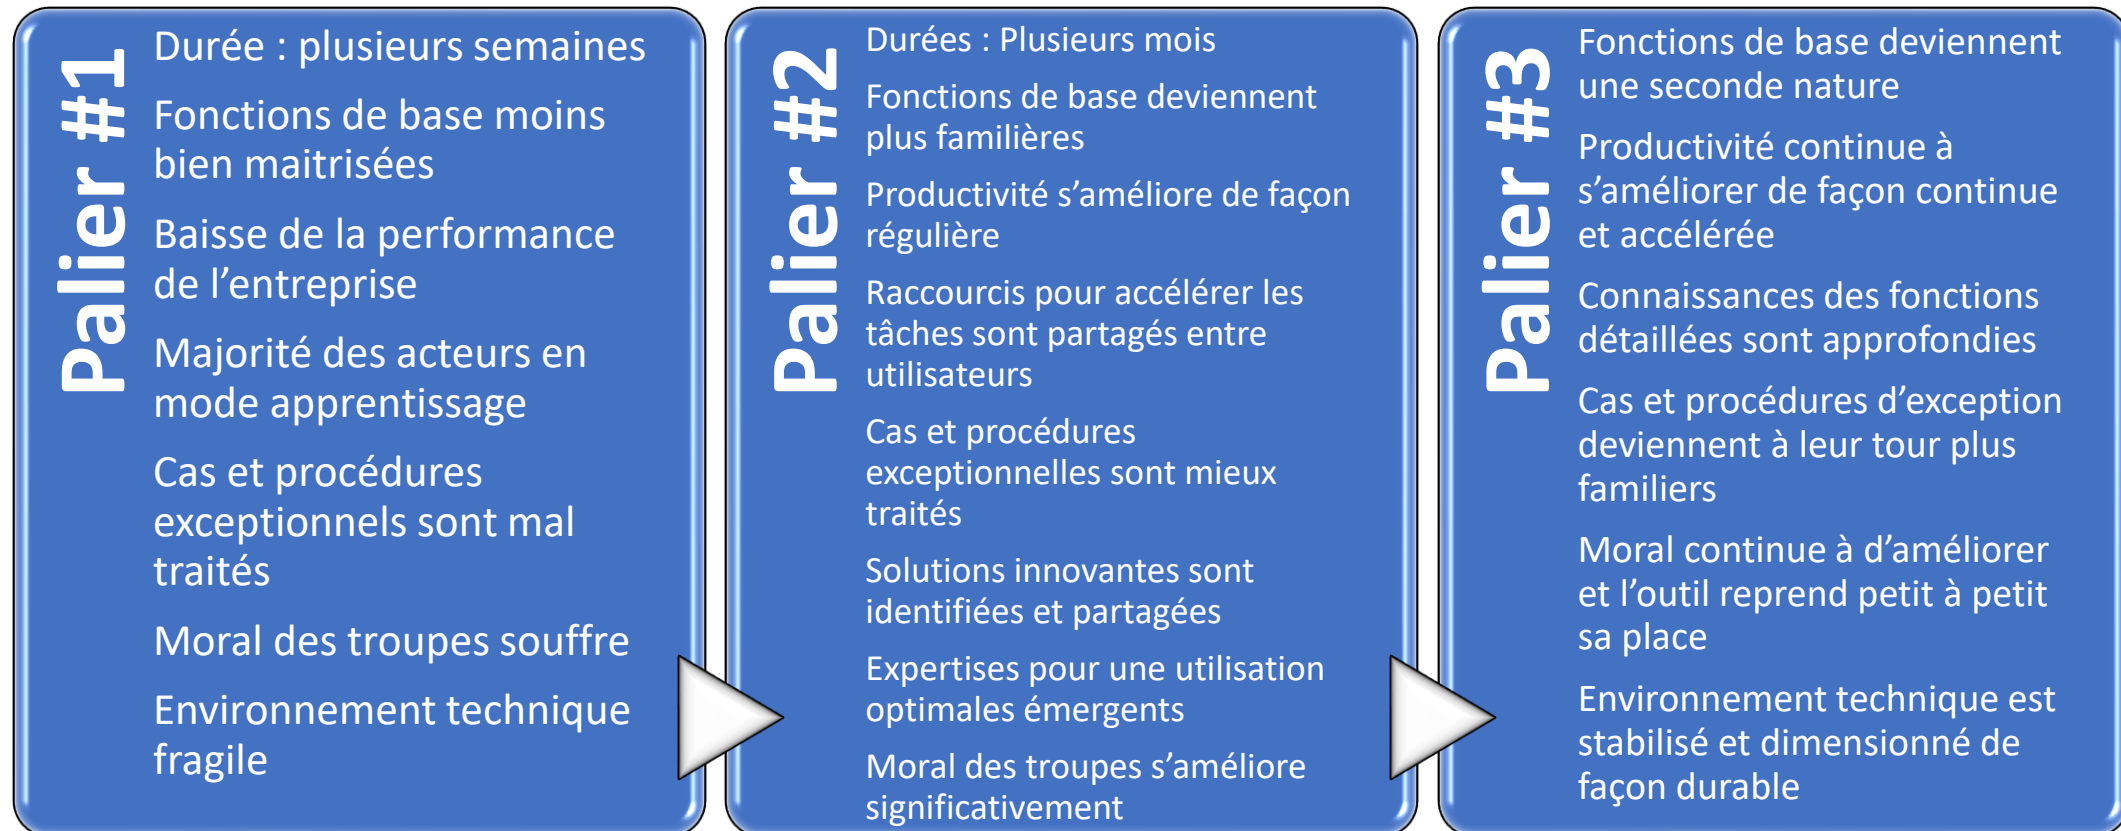 Palier #1
Durée : plusieurs semaines
Fonctions de base moins
bien maitrisées
Baisse de la performance
de l’entreprise
Majorité des acteurs en
mode apprentissage
Cas et procédures
exceptionnels sont mal
traités
Moral des troupes souffre
Environnement technique
fragile
Palier #2
Durées : Plusieurs mois
Fonctions de base deviennent
plus familières
Productivité s’améliore de façon
régulière
Raccourcis pour accélérer les
tâches sont partagés entre
utilisateurs
Cas et procédures
exceptionnelles sont mieux
traités
Solutions innovantes sont
identifiées et partagées
Expertises pour une utilisation
optimales émergents
Moral des troupes s’améliore
significativement
Palier #3
Fonctions de base deviennent
une seconde nature
Productivité continue à
s’améliorer de façon continue
et accélérée
Connaissances des fonctions
détaillées sont approfondies
Cas et procédures d’exception
deviennent à leur tour plus
familiers
Moral continue à d’améliorer
et l’outil reprend petit à petit
sa place
Environnement technique est
stabilisé et dimensionné de
façon durable